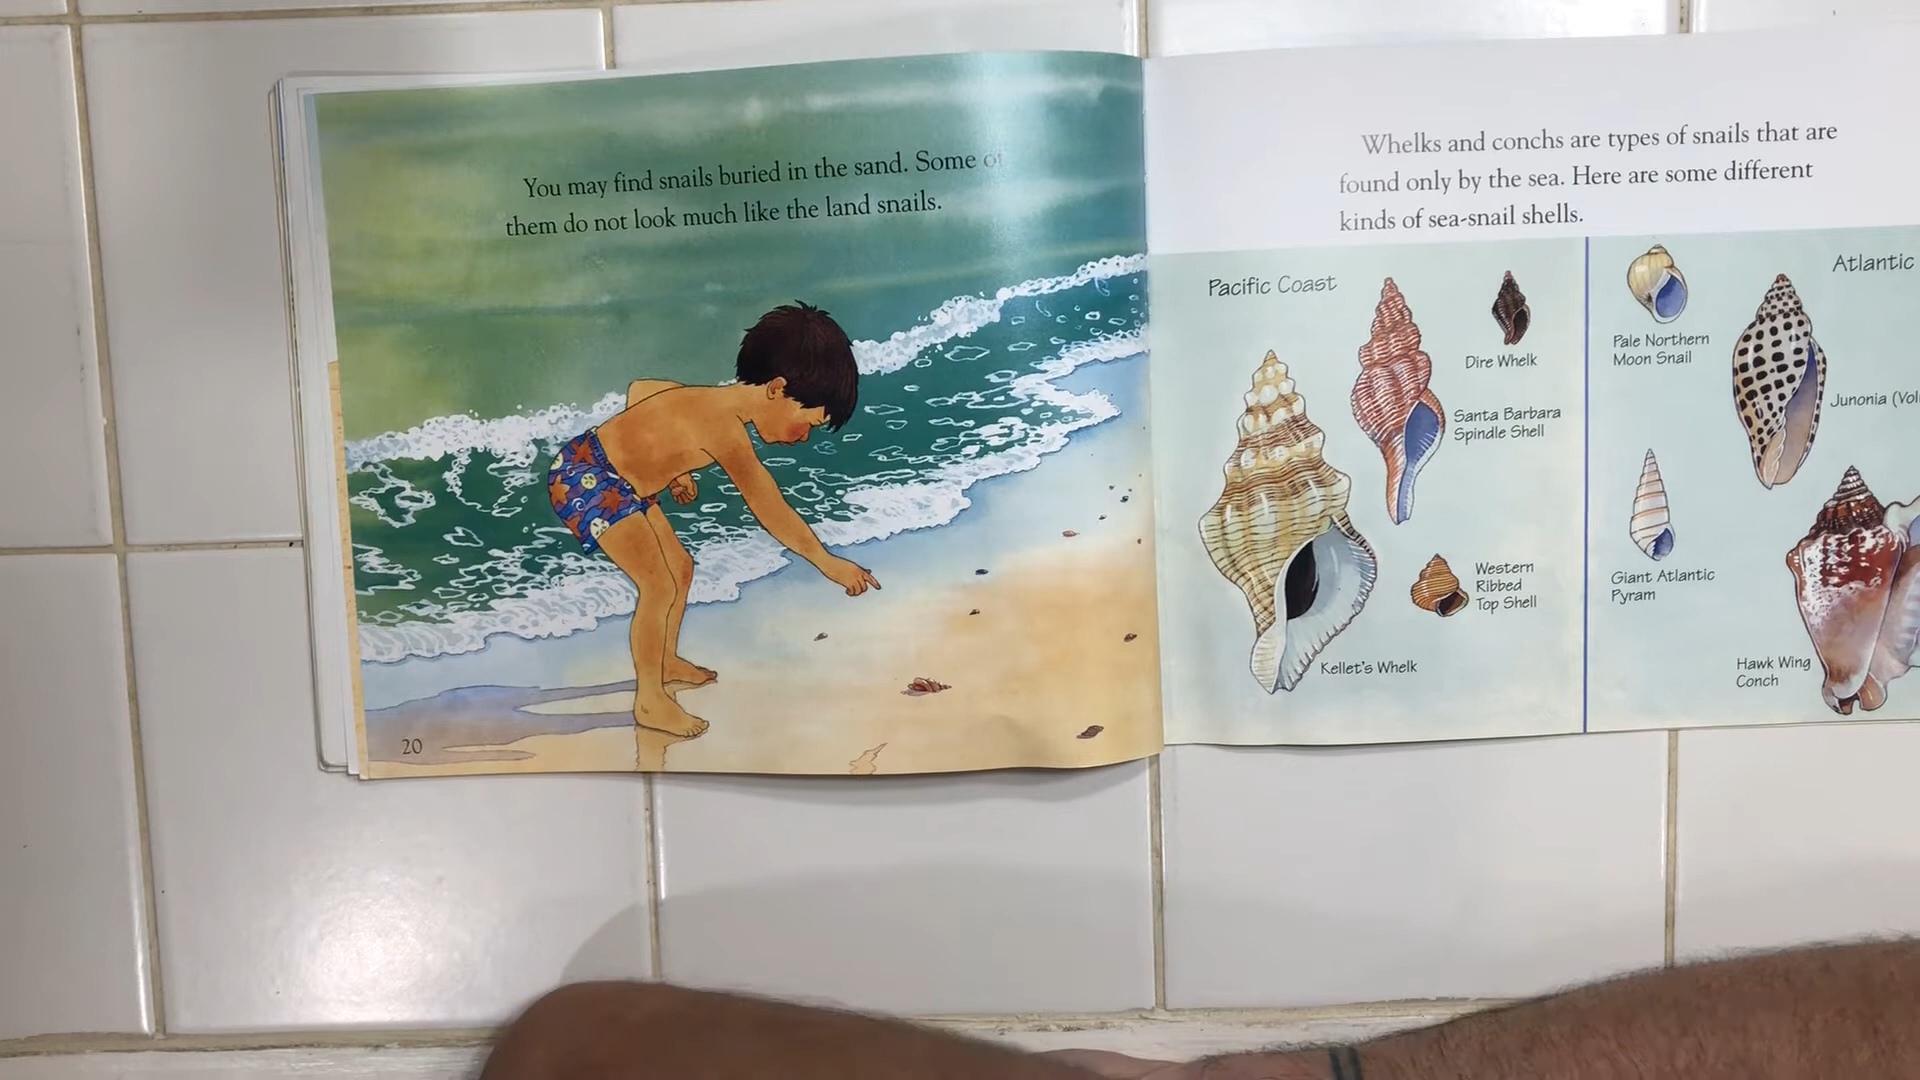 You may find snails buried in the sand. Some of
them do not look much like the land snails.
20
Whelks and conchs are types of snails that are
found only by the sea. Here are some different
kinds of sea-snail shells.
Pacific Coast
Dire Whelk
Santa Barbara
Spindle Shell
Western
Ribbed
Top Shell
Kellet's Whelk
Atlantic
Pale Northern
Moon Snail
Junonia
Giant Atlantic
Pyram
Hawk Wing
Conch